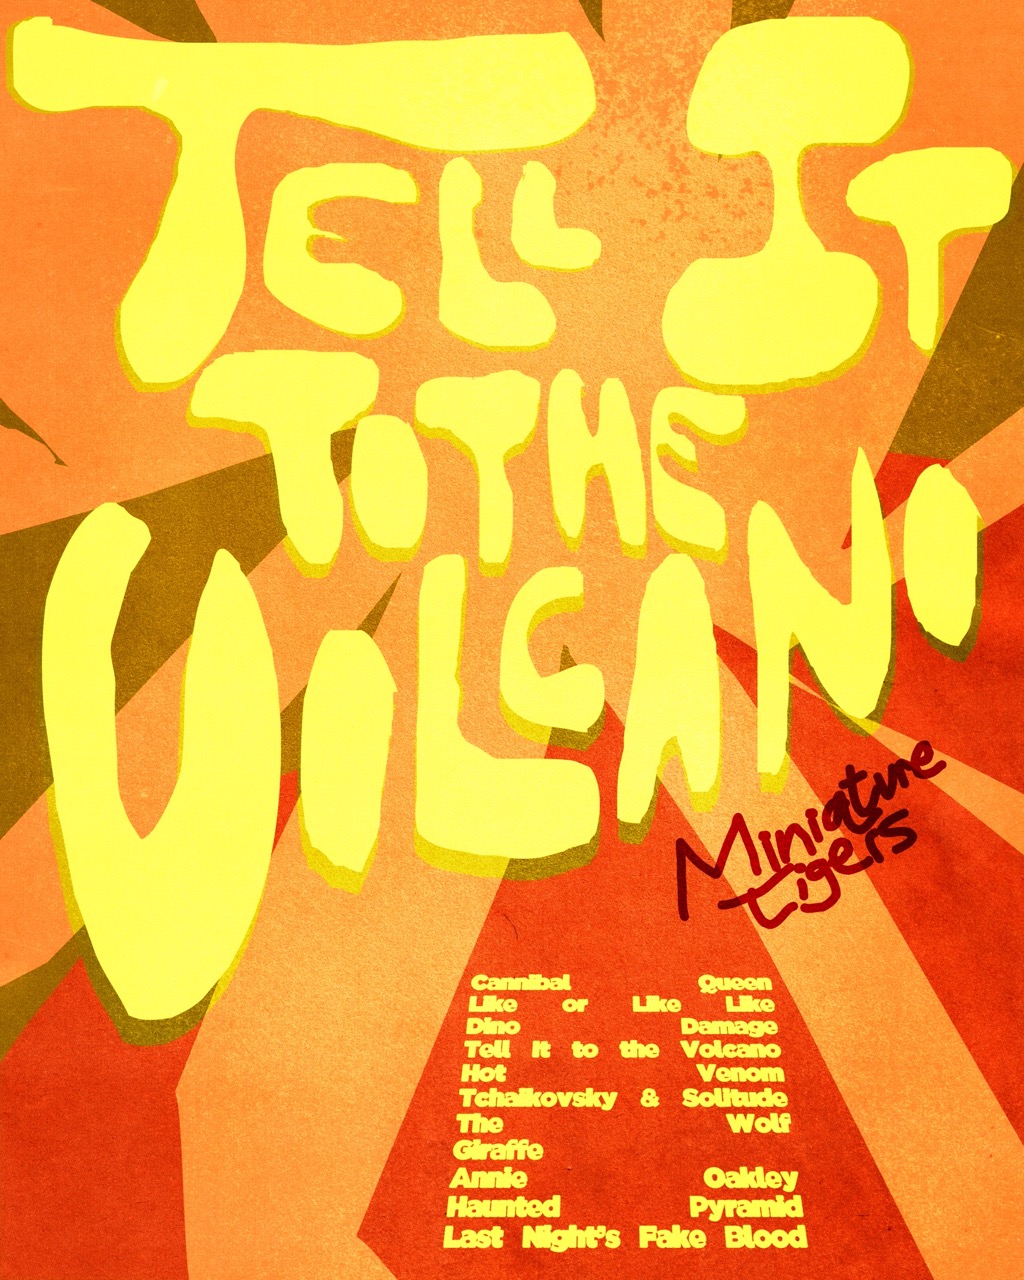 TELL IT
TO THE
VOLCANO
Miniature
tigers
Cannibal Queen
Like or Like Like
Dino Damage
Tell It to the Volcano
Hot Venom
Tchaikovsky & Solitude
The Wolf
Giraffe
Annie Oakley
Haunted Pyramid
Last Night's Fake Blood